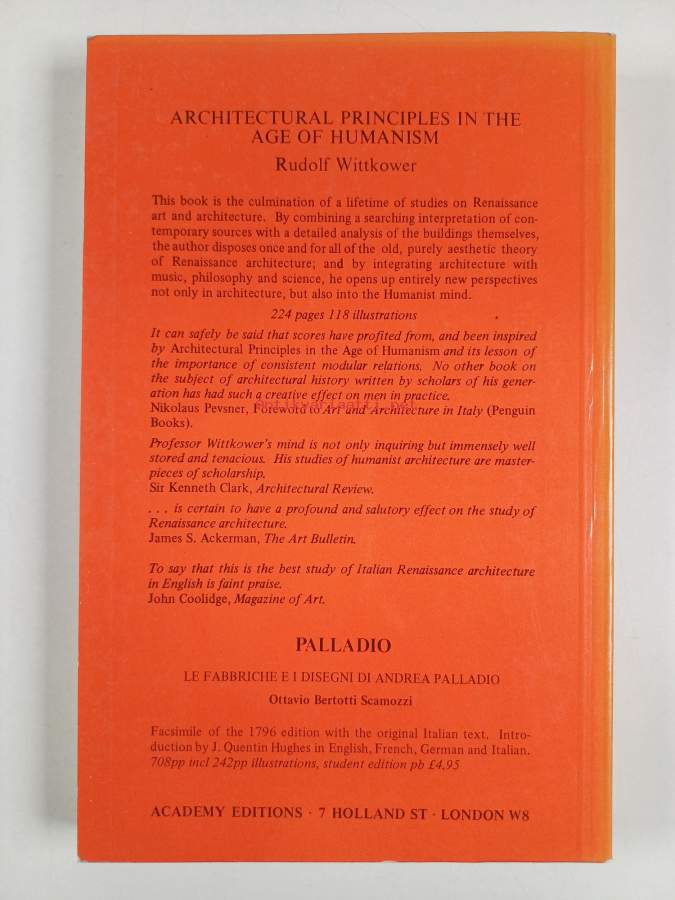 ARCHITECTURAL PRINCIPLES IN THE
AGE OF HUMANISM
Rudolf Wittkower
This book is the culmination of a lifetime of studies on Renaissance
art and architecture. By combining a searching interpretation of con-
temporary sources with a detailed analysis of the buildings themselves,
the author disposes once and for all of the old, purely aesthetic theory
of Renaissance architecture; and by integrating architecture with
music, philosophy and science, he opens up entirely new perspectives
not only in architecture, but also into the Humanist mind.
224 pages 118 illustrations
It can safely be said that scores have profited from, and been inspired
by Architectural Principles in the Age of Humanism and its lesson of
the importance of consistent modular relations. No other book on
the subject of architectural history written by scholars of his gener-
ation has had such a creative effect on men in practice.
Nikolaus Pevsner, Foreword to Art and Architecture in Italy (Penguin
Books).
Professor Wittkower's mind is not only inquiring but immensely well
stored and tenacious. His studies of humanist architecture are master-
pieces of scholarship.
Sir Kenneth Clark, Architectural Review.
. . . is certain to have a profound and salutory effect on the study of
Renaissance architecture.
James S. Ackerman, The Art Bulletin.
To say that this is the best study of Italian Renaissance architecture
in English is faint praise.
John Coolidge, Magazine of Art.
PALLADIO
LE FABBRICHE E I DISEGNI DI ANDREA PALLADIO
Ottavio Bertotti Scamozzi
Facsimile of the 1796 edition with the original Italian text. Intro-
duction by J. Quentin Hughes in English, French, German and Italian.
708pp incl 242pp illustrations, student edition pb £4.95
ACADEMY EDITIONS · 7 HOLLAND ST · LONDON W8